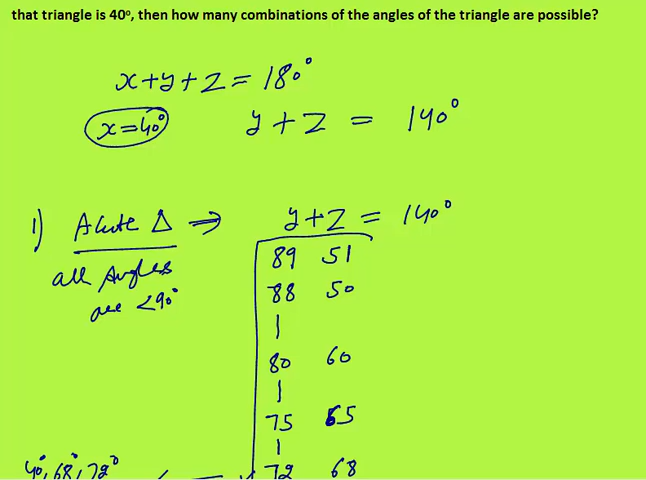 that triangle is 40º, then how many combinations of the angles of the triangle are possible?
x+y+z = 180°
x=40° y+z = 140°
1) Acute Δ ⇒ y+z = 140°
all Angles
are <90°
89 51
88 50
|
80 60
|
75 65
|
72 68
40°, 68°, 72°